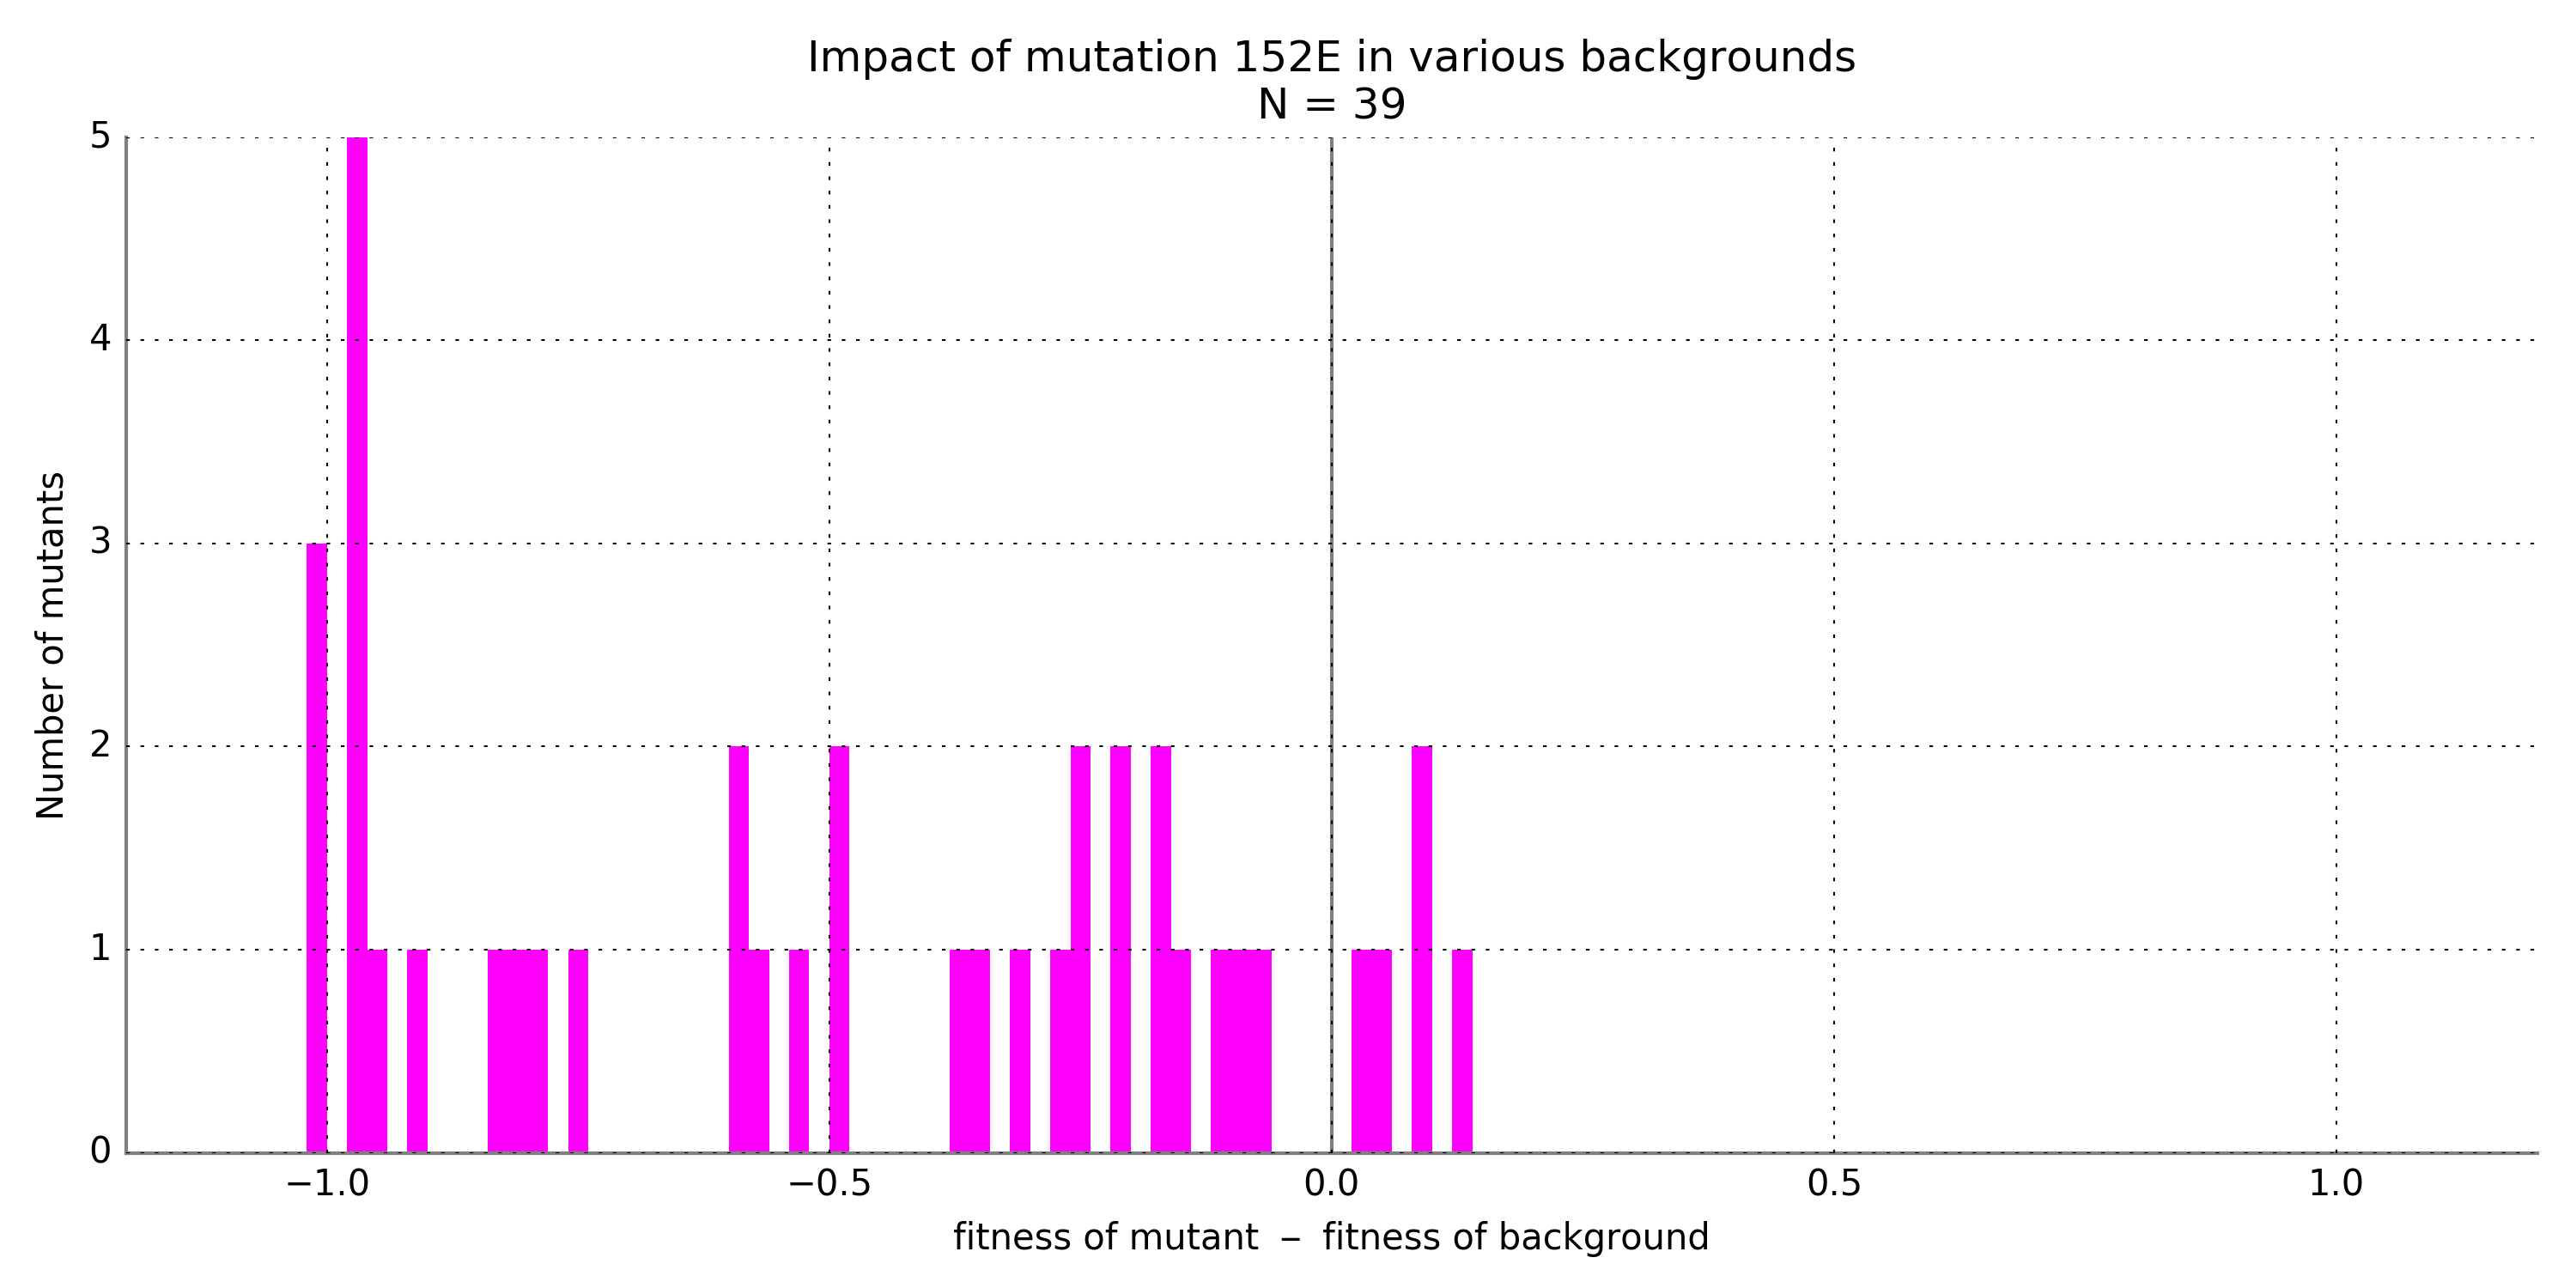 Impact of mutation 152E in various backgrounds
N = 39
5
4
3
2
1
0
Number of mutants
−1.0 −0.5 0.0 0.5 1.0
fitness of mutant – fitness of background